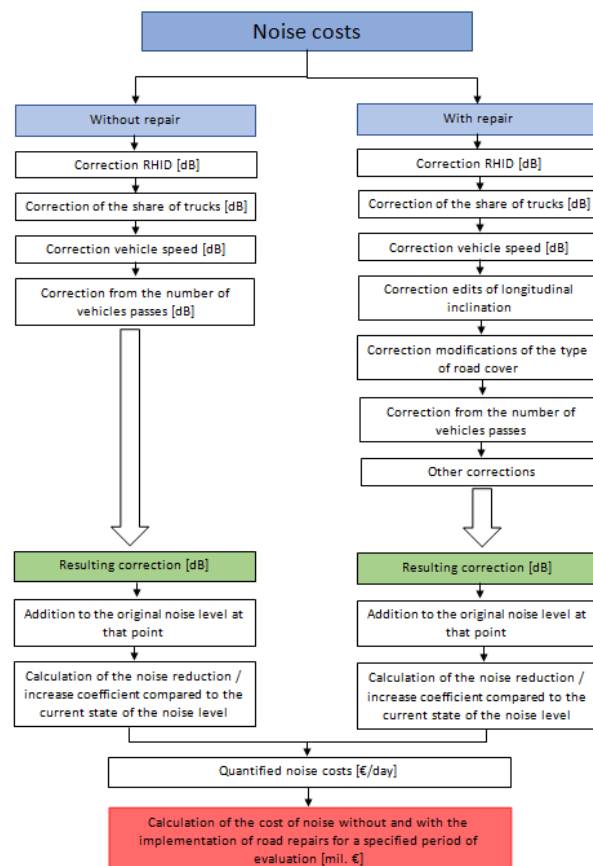 Noise costs
Without repair
Correction RHID [dB]
Correction of the share of trucks [dB]
Correction vehicle speed [dB]
Correction from the number of
vehicles passes [dB]
Resulting correction [dB]
Addition to the original noise level at
that point
Calculation of the noise reduction /
increase coefficient compared to the
current state of the noise level
With repair
Correction RHID [dB]
Correction of the share of trucks [dB]
Correction vehicle speed [dB]
Correction edits of longitudinal
inclination
Correction modifications of the type
of road cover
Correction from the number of
vehicles passes
Other corrections
Resulting correction [dB]
Addition to the original noise level at
that point
Calculation of the noise reduction /
increase coefficient compared to the
current state of the noise level
Quantified noise costs [€/day]
Calculation of the cost of noise without and with the
implementation of road repairs for a specified period of
evaluation [mil. €]